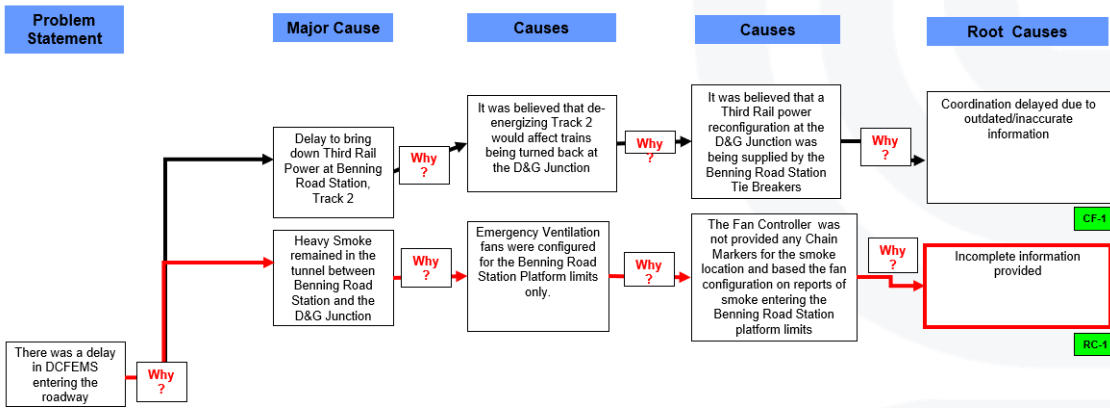 Problem
Statement
Major Cause
Causes
Causes
Root Causes
Delay to bring
down Third Rail
Power at Benning
Road Station,
Track 2
Why
?
It was believed that de-
energizing Track 2
would affect trains
being turned back at
the D&G Junction
Why
?
It was believed that a
Third Rail power
reconfiguration at the
D&G Junction was
being supplied by the
Benning Road Station
Tie Breakers
Why
?
Coordination delayed due to
outdated/inaccurate
information
CF-1
Heavy Smoke
remained in the
tunnel between
Benning Road
Station and the
D&G Junction
Why
?
Emergency Ventilation
fans were configured
for the Benning Road
Station Platform limits
only.
Why
?
The Fan Controller was
not provided any Chain
Markers for the smoke
location and based the fan
configuration on reports of
smoke entering the
Benning Road Station
platform limits
Why
?
Incomplete information
provided
RC-1
There was a delay
in DCFEMS
entering the
roadway
Why
?